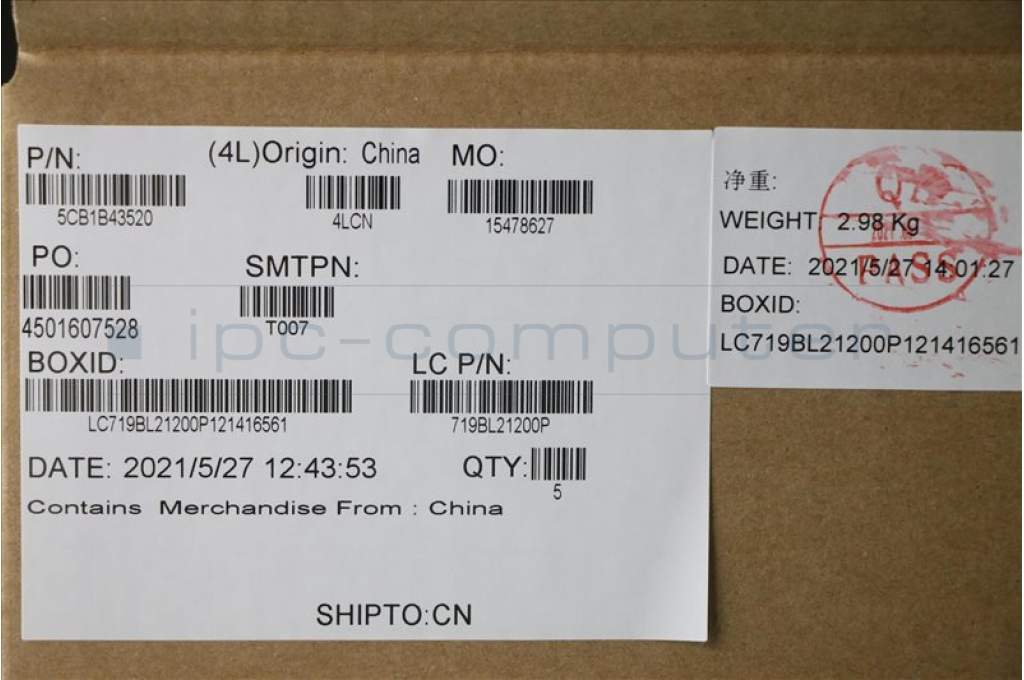 P/N: (4L)Origin: China MO:
5CB1B43520 4LCN 15478627
PO: SMTPN:
4501607528 T007
BOXID: LC P/N:
LC719BL21200P121416561 719BL21200P
DATE: 2021/5/27 12:43:53 QTY:
5
Contains Merchandise From : China
SHIPTO:CN
净重:
WEIGHT: 2.98 Kg
DATE: 2021/5/27 14:01:27
BOXID:
LC719BL21200P121416561
PASS
ipc-computer